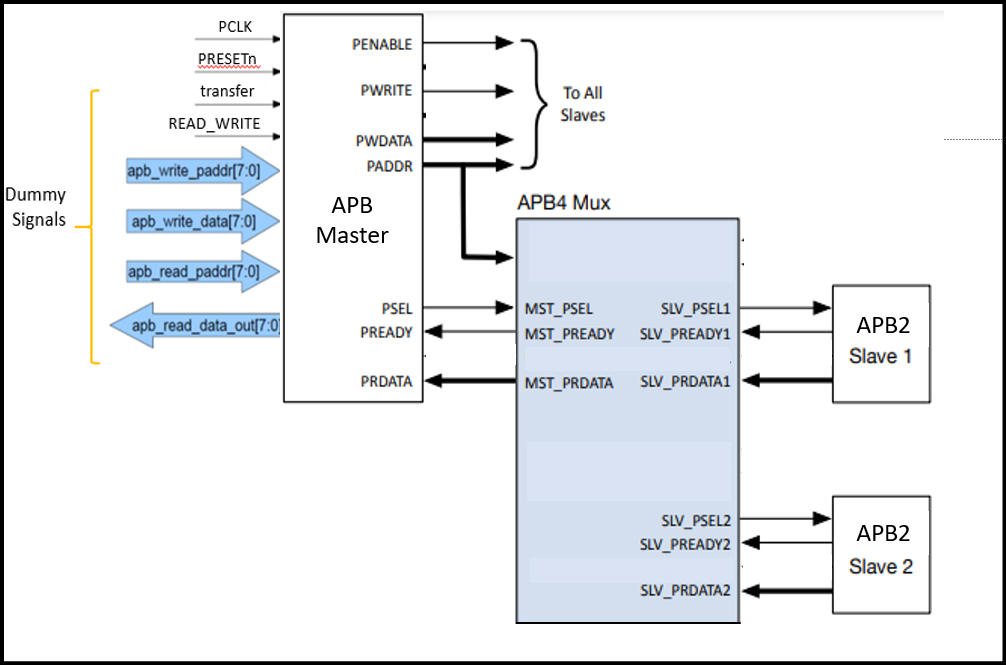 PCLK
PRESETn
transfer
READ_WRITE
apb_write_paddr[7:0]
apb_write_data[7:0]
apb_read_paddr[7:0]
apb_read_data_out[7:0]
Dummy
Signals
APB
Master
PENABLE
PWRITE
PWDATA
PADDR
PSEL
PREADY
PRDATA
To All
Slaves
APB4 Mux
MST_PSEL
MST_PREADY
MST_PRDATA
SLV_PSEL1
SLV_PREADY1
SLV_PRDATA1
SLV_PSEL2
SLV_PREADY2
SLV_PRDATA2
APB2
Slave 1
APB2
Slave 2